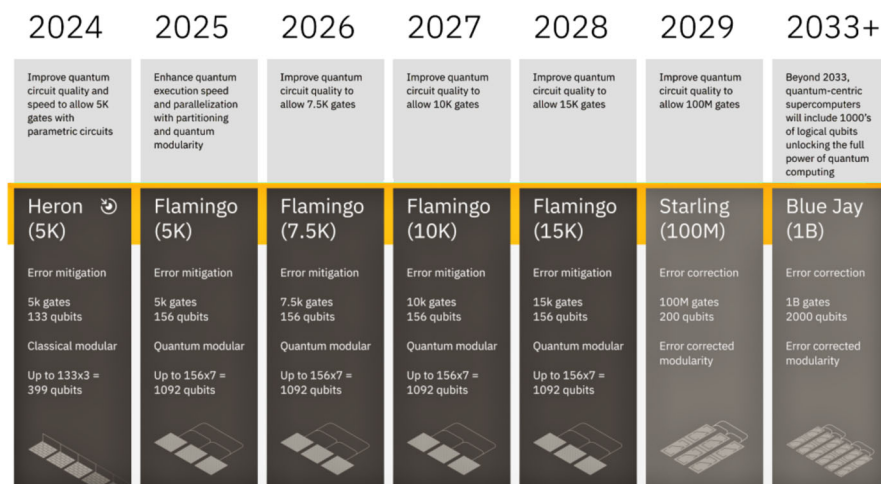 2024
2025
2026
2027
2028
2029
2033+
Improve quantum
circuit quality and
speed to allow 5K
gates with
parametric circuits
Enhance quantum
execution speed
and parallelization
with partitioning
and quantum
modularity
Improve quantum
circuit quality to
allow 7.5K gates
Improve quantum
circuit quality to
allow 10K gates
Improve quantum
circuit quality to
allow 15K gates
Improve quantum
circuit quality to
allow 100M gates
Beyond 2033,
quantum-centric
supercomputers
will include 1000's
of logical qubits
unlocking the full
power of quantum
computing
Heron
(5K)
Error mitigation
5k gates
133 qubits
Classical modular
Up to 133x3 =
399 qubits
Flamingo
(5K)
Error mitigation
5k gates
156 qubits
Quantum modular
Up to 156x7 =
1092 qubits
Flamingo
(7.5K)
Error mitigation
7.5k gates
156 qubits
Quantum modular
Up to 156x7 =
1092 qubits
Flamingo
(10K)
Error mitigation
10k gates
156 qubits
Quantum modular
Up to 156x7 =
1092 qubits
Flamingo
(15K)
Error mitigation
15k gates
156 qubits
Quantum modular
Up to 156x7 =
1092 qubits
Starling
(100M)
Error correction
100M gates
200 qubits
Error corrected
modularity
Blue Jay
(1B)
Error correction
1B gates
2000 qubits
Error corrected
modularity